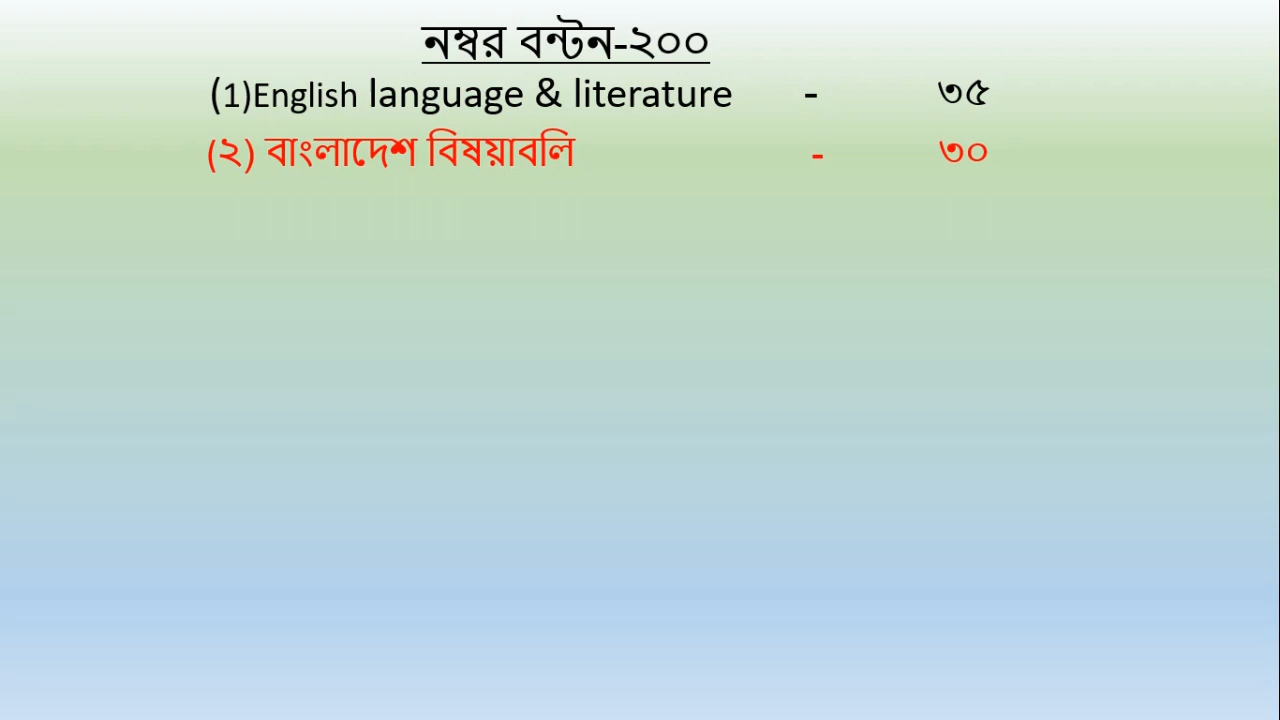 নম্বর বন্টন-২০০
(1)English language & literature - ৩৫
(২) বাংলাদেশ বিষয়াবলি - ৩০